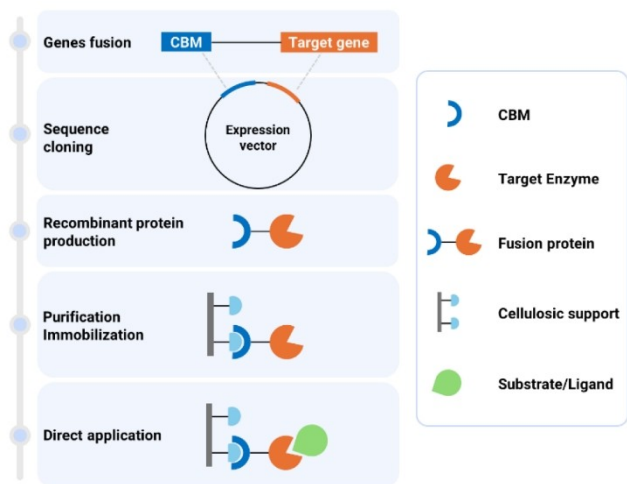 Genes fusion
CBM
Target gene
Sequence
cloning
Expression
vector
Recombinant protein
production
Purification
Immobilization
Direct application
CBM
Target Enzyme
Fusion protein
Cellulosic support
Substrate/Ligand